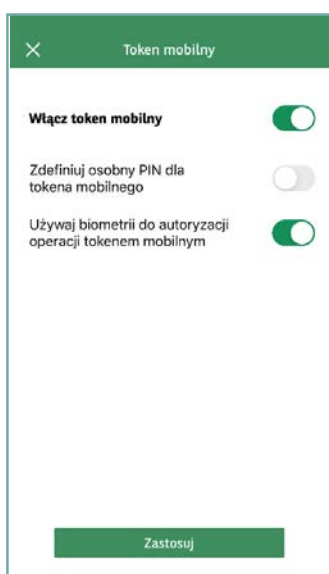 Token mobilny
Włącz token mobilny
Zdefiniuj osobny PIN dla
tokena mobilnego
Używaj biometrii do autoryzacji
operacji tokenem mobilnym
Zastosuj